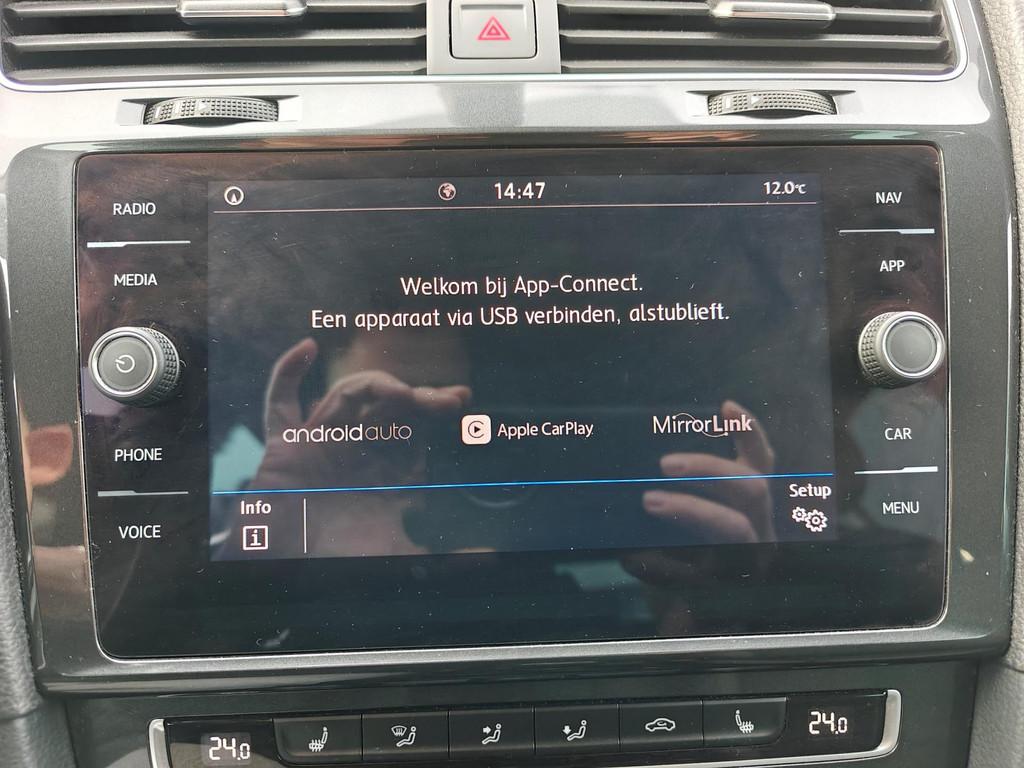 14:47
12.0°C
RADIO
MEDIA
PHONE
VOICE
Welkom bij App-Connect.
Een apparaat via USB verbinden, alstublieft.
androidauto
Apple CarPlay
MirrorLink
Info
i
Setup
NAV
APP
CAR
MENU
24.0
24.0